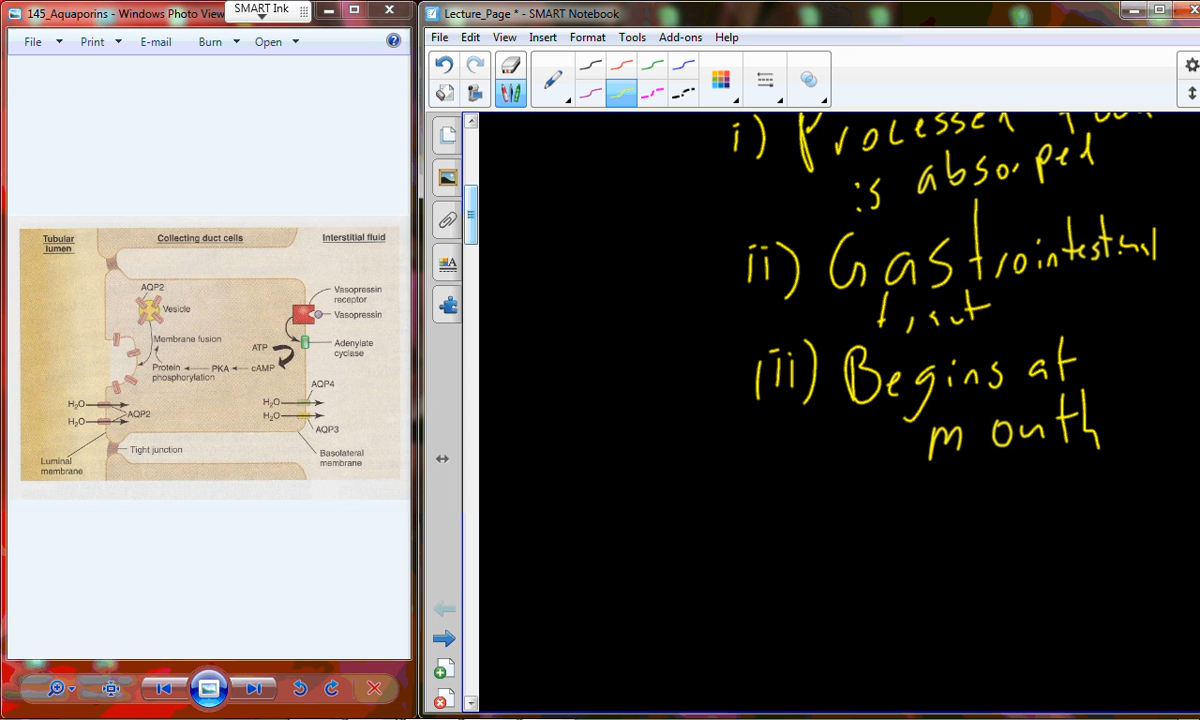 145_Aquaporins - Windows Photo View
SMART Ink
File Print E-mail Burn Open
Tubular lumen
Collecting duct cells
Interstitial fluid
AQP2
Vesicle
Vasopressin receptor
Vasopressin
Membrane fusion
ATP
Adenylate cyclase
Protein phosphorylation
PKA
cAMP
AQP4
H₂O
H₂O
AQP2
H₂O
H₂O
AQP3
Tight junction
Luminal membrane
Basolateral membrane
Lecture_Page * - SMART Notebook
File Edit View Insert Format Tools Add-ons Help
i) Processed
is absorped
ii) Gastrointestinal
tract
iii) Begins at
mouth